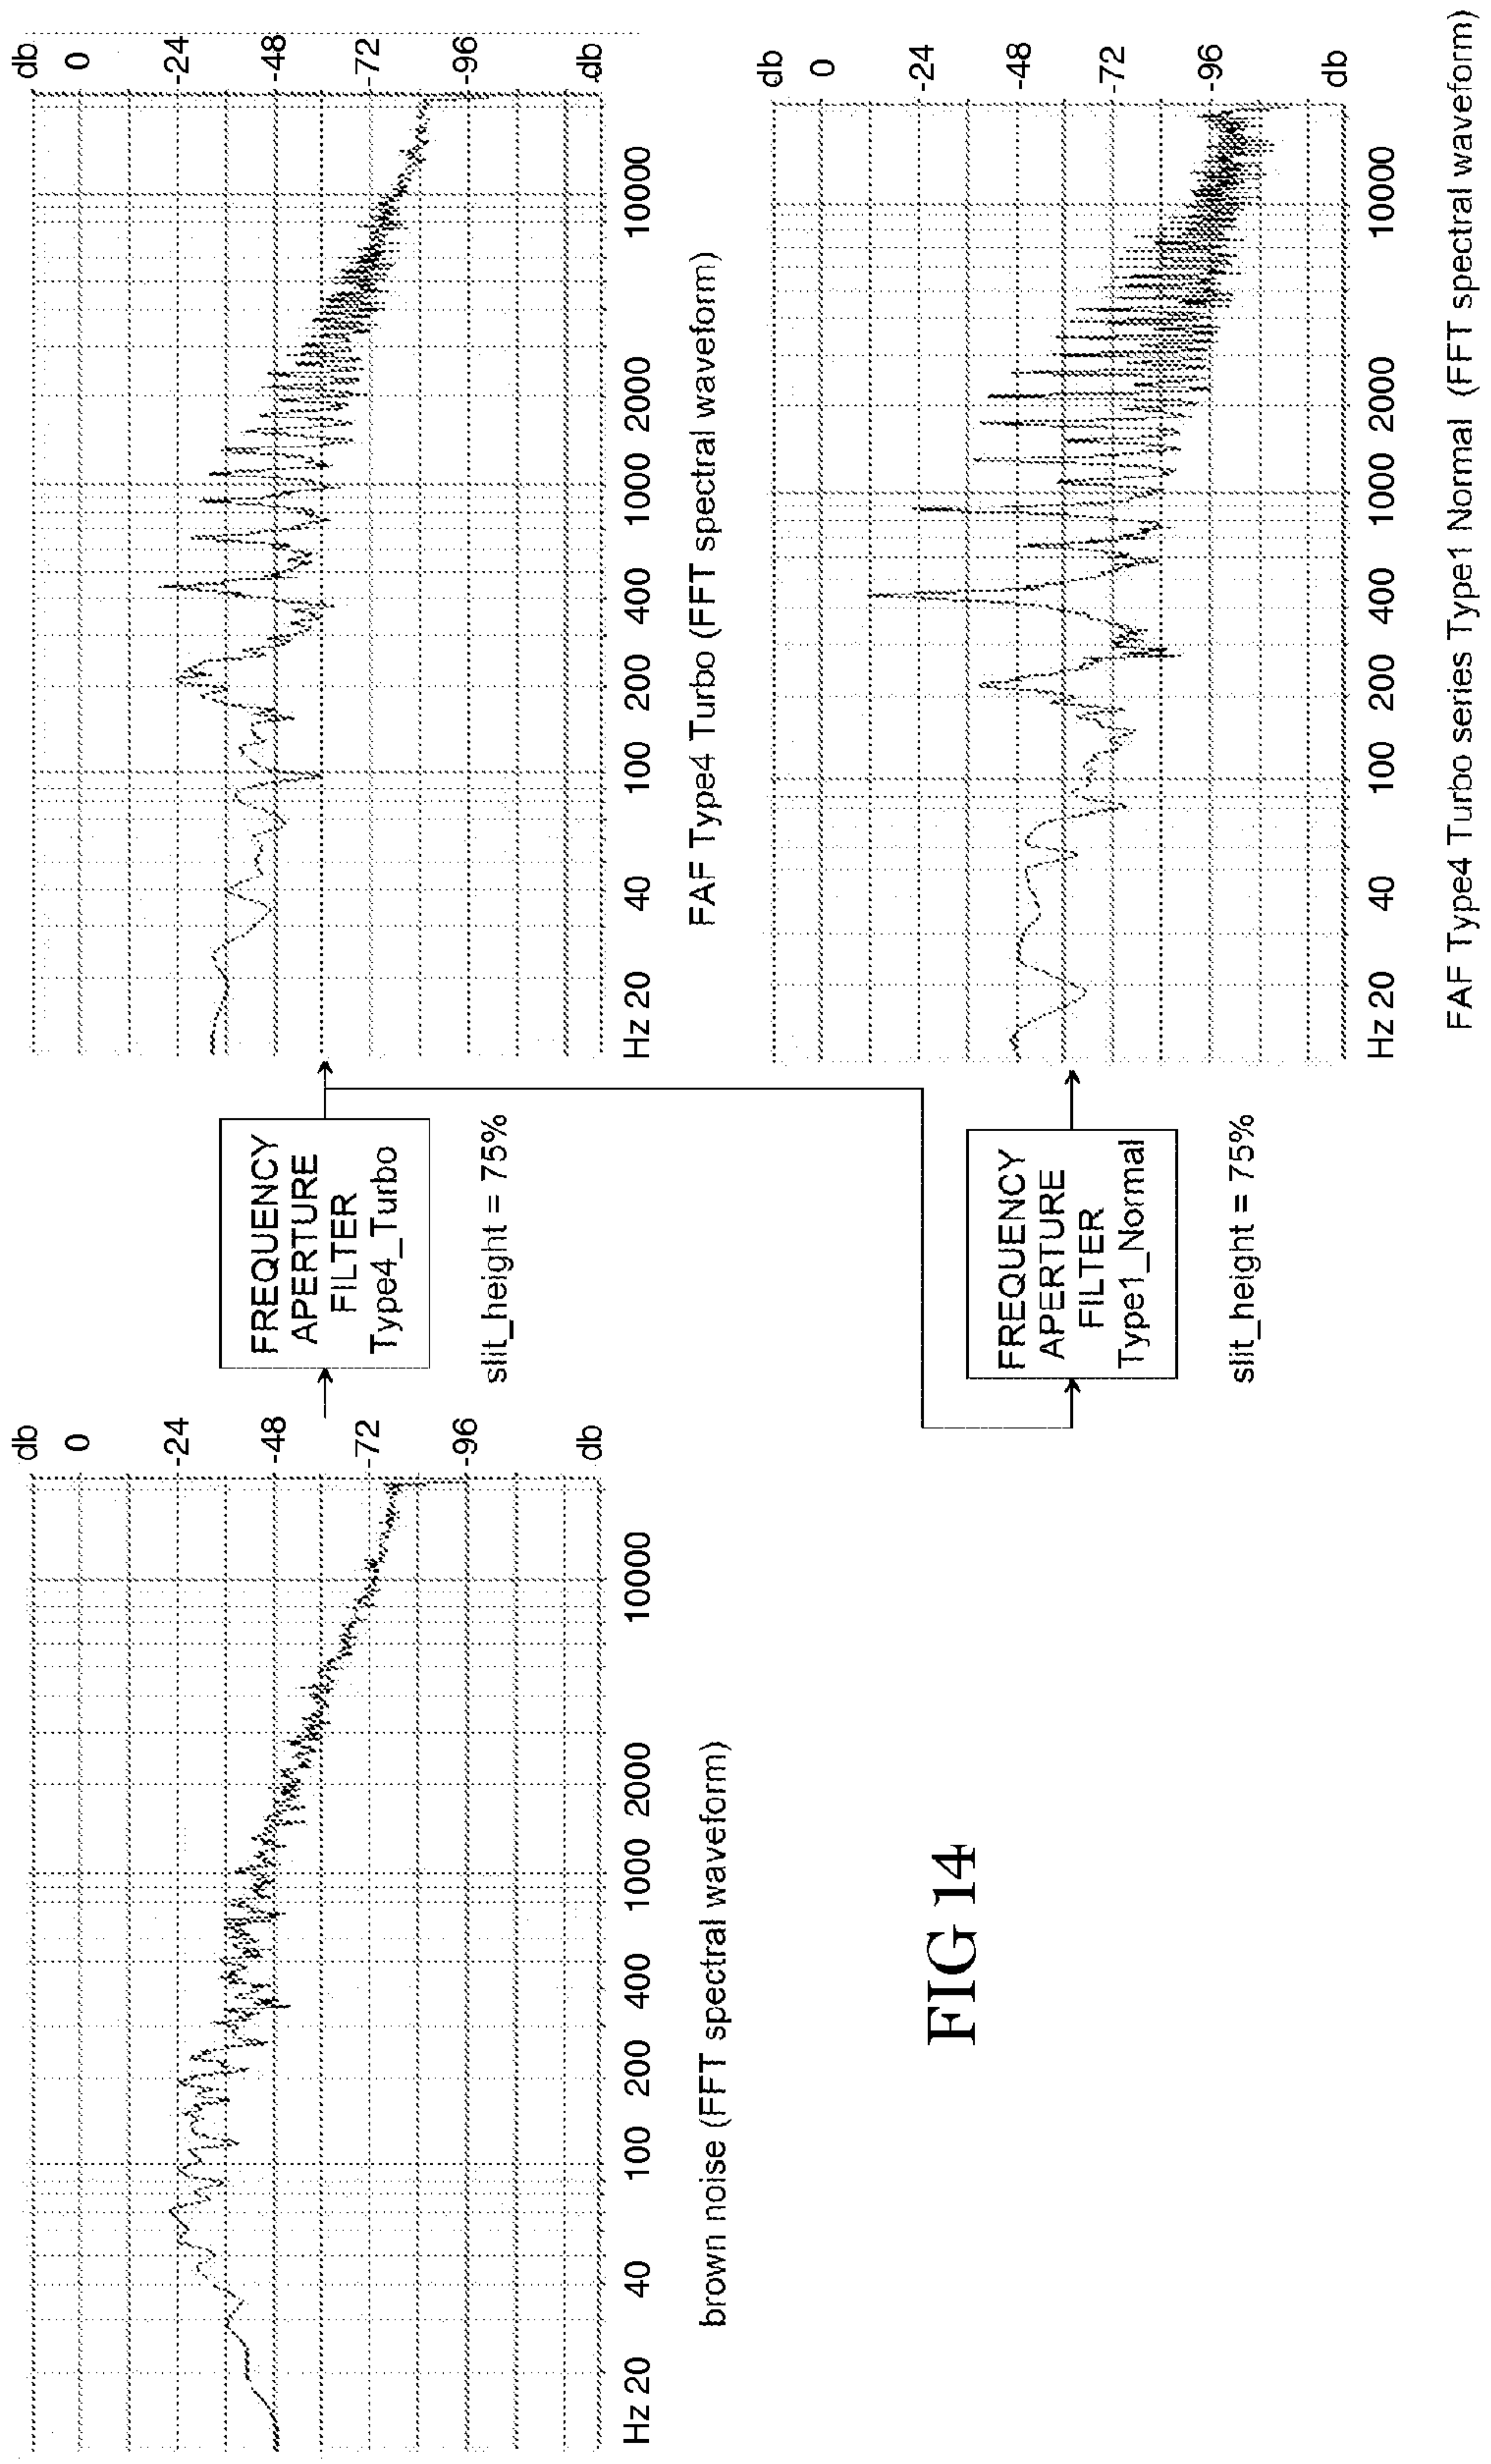 db
0
-24
-48
-72
-96
db
Hz 20 40 100 200 400 1000 2000 10000
brown noise (FFT spectral waveform)
FREQUENCY
APERTURE
FILTER
Type4_Turbo
slit_height = 75%
db
0
-24
-48
-72
-96
db
Hz 20 40 100 200 400 1000 2000 10000
FAF Type4 Turbo (FFT spectral waveform)
FREQUENCY
APERTURE
FILTER
Type1_Normal
slit_height = 75%
db
0
-24
-48
-72
-96
db
Hz 20 40 100 200 400 1000 2000 10000
FAF Type4 Turbo series Type1 Normal (FFT spectral waveform)
FIG 14